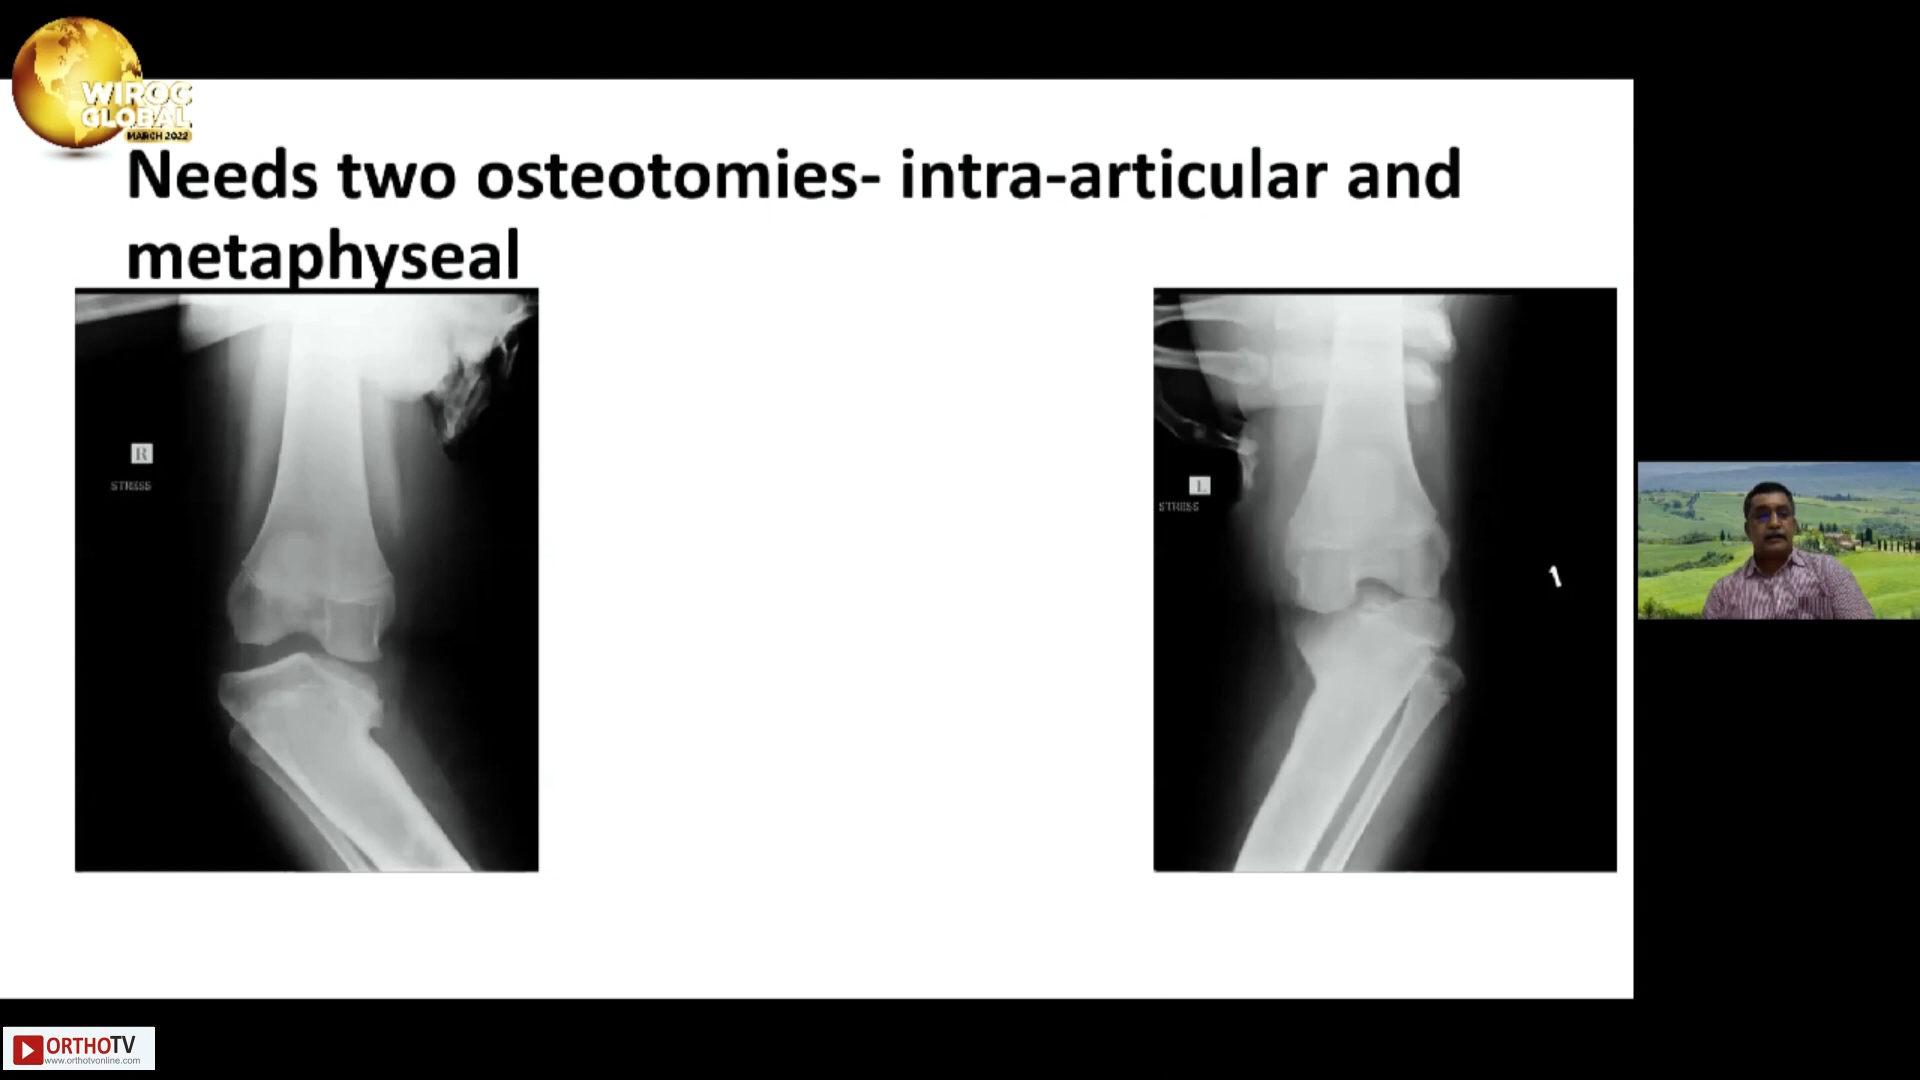 WIROC
GLOBAL
MARCH 2022
Needs two osteotomies- intra-articular and
metaphyseal
R
STRESS
L
STRESS
ORTHOTV
www.orthotvonline.com